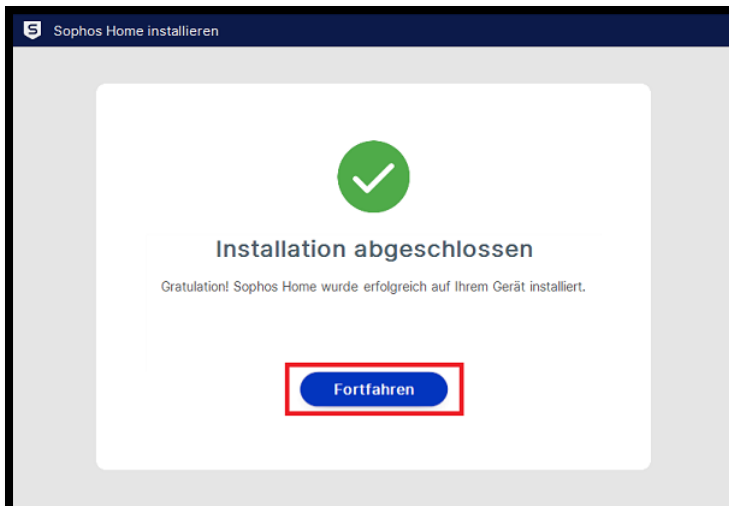 Sophos Home installieren
Installation abgeschlossen
Gratulation! Sophos Home wurde erfolgreich auf Ihrem Gerät installiert.
Fortfahren